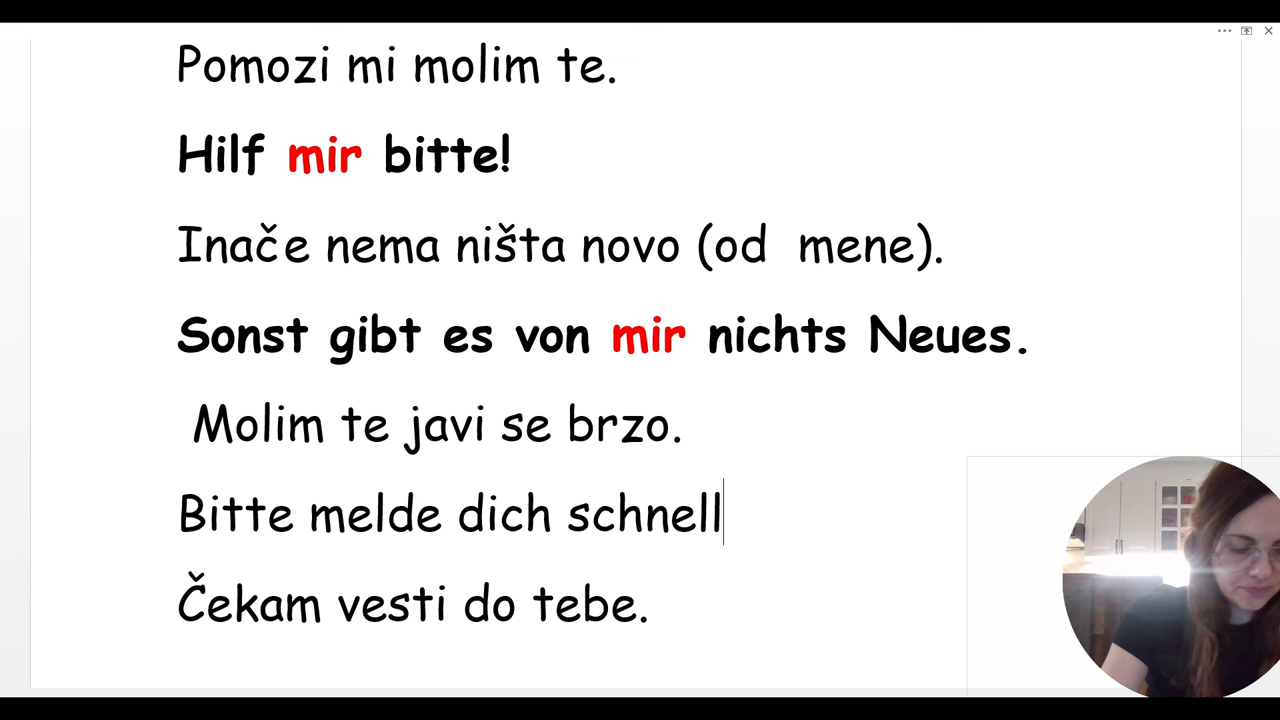 Pomozi mi molim te.
Hilf mir bitte!
Inače nema ništa novo (od mene).
Sonst gibt es von mir nichts Neues.
Molim te javi se brzo.
Bitte melde dich schnell
Čekam vesti do tebe.